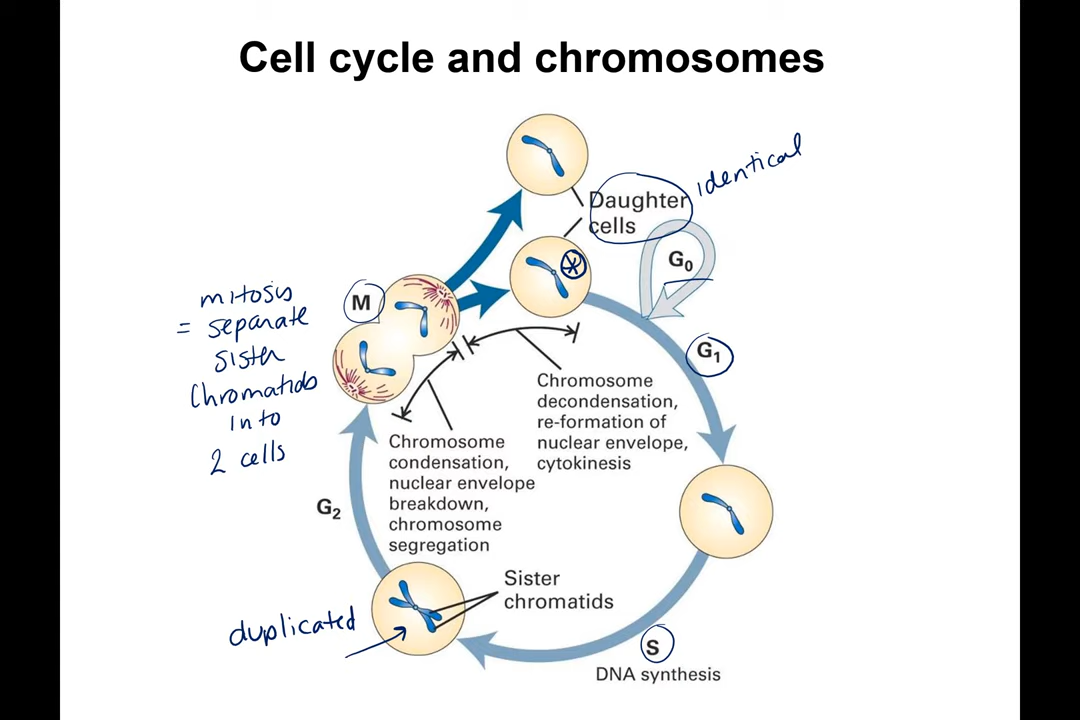 Cell cycle and chromosomes
identical
Daughter
cells
G0
M
mitosis
= separate
sister
chromatids
into
2 cells
G1
Chromosome
decondensation,
re-formation of
nuclear envelope,
cytokinesis
Chromosome
condensation,
nuclear envelope
breakdown,
chromosome
segregation
G2
Sister
chromatids
duplicated
S
DNA synthesis